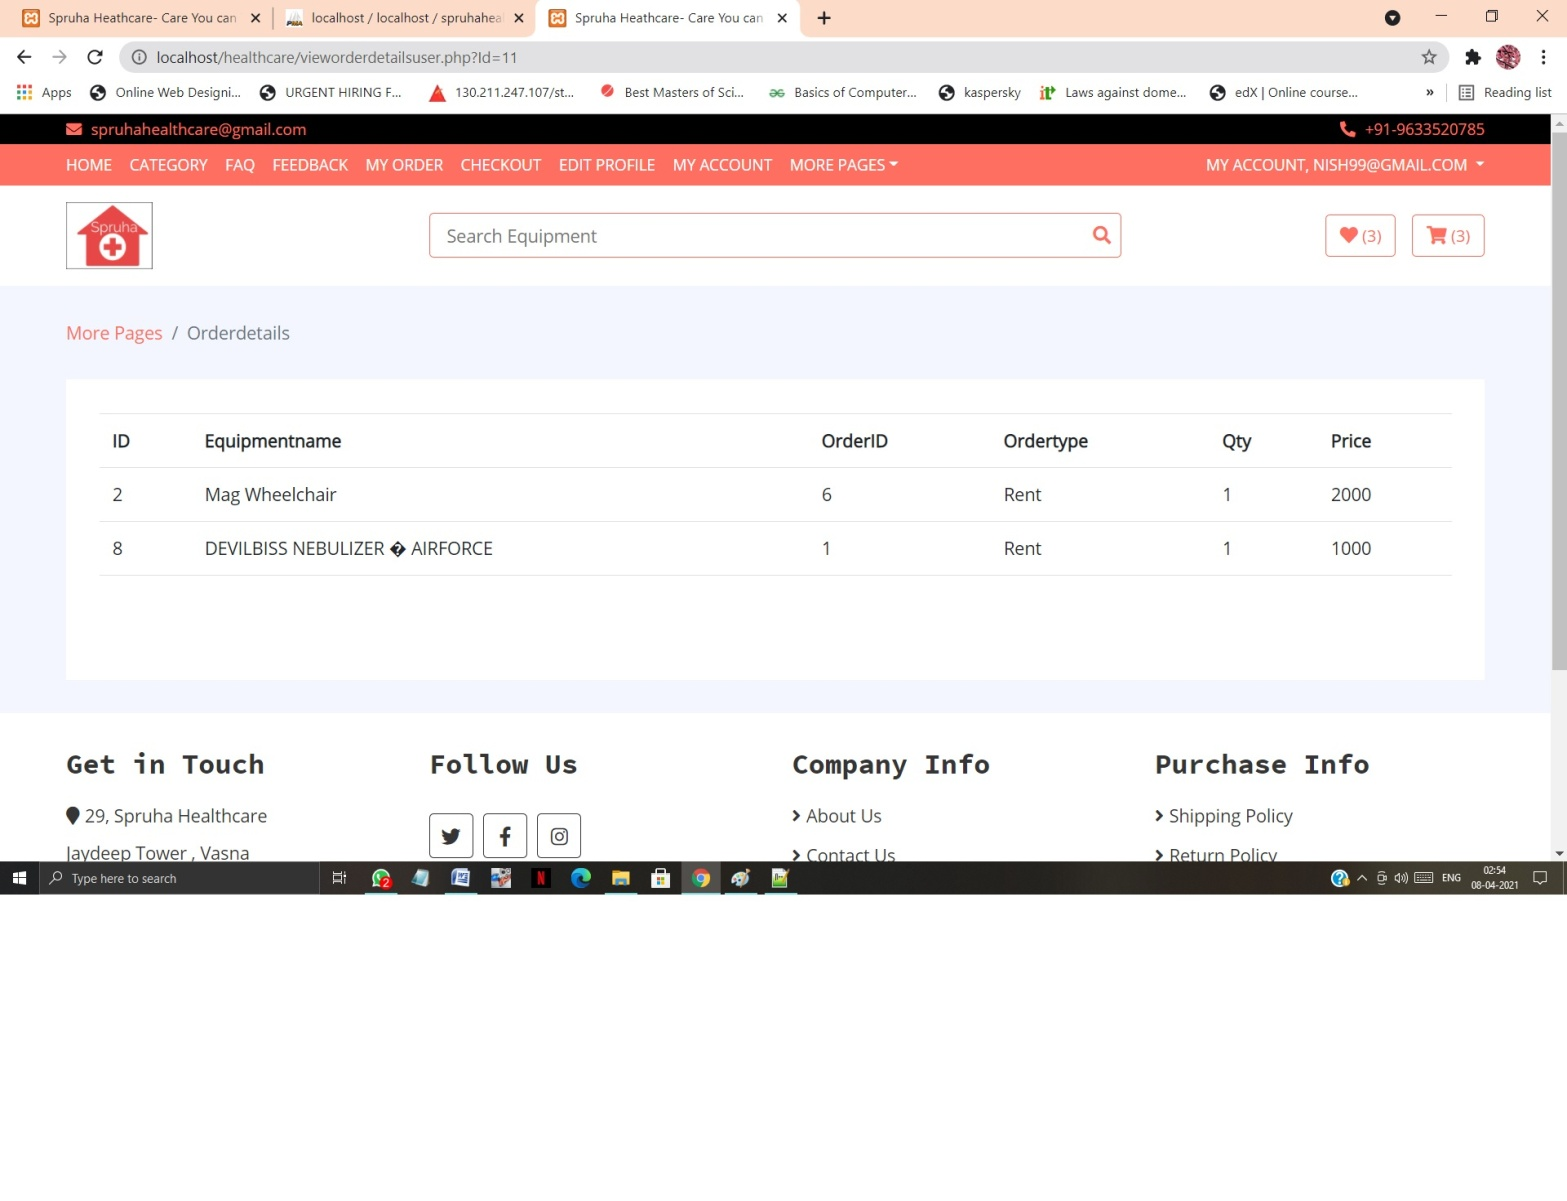 Spruha Heathcare- Care You can
localhost / localhost / spruhahea
Spruha Heathcare- Care You can
localhost/healthcare/vieworderdetailsuser.php?Id=11
Apps
Online Web Designi...
URGENT HIRING F...
130.211.247.107/st...
Best Masters of Sci...
Basics of Computer...
kaspersky
Laws against dome...
edX | Online course...
»
Reading list
spruhahealthcare@gmail.com
+91-9633520785
HOME CATEGORY FAQ FEEDBACK MY ORDER CHECKOUT EDIT PROFILE MY ACCOUNT MORE PAGES
MY ACCOUNT, NISH99@GMAIL.COM
Spruha
Search Equipment
(3)
(3)
More Pages / Orderdetails
ID Equipmentname OrderID Ordertype Qty Price
2 Mag Wheelchair 6 Rent 1 2000
8 DEVILBISS NEBULIZER � AIRFORCE 1 Rent 1 1000
Get in Touch
29, Spruha Healthcare
Jaydeep Tower , Vasna
Follow Us
Company Info
About Us
Contact Us
Purchase Info
Shipping Policy
Return Policy
Type here to search
2
N
ENG
02:54
08-04-2021